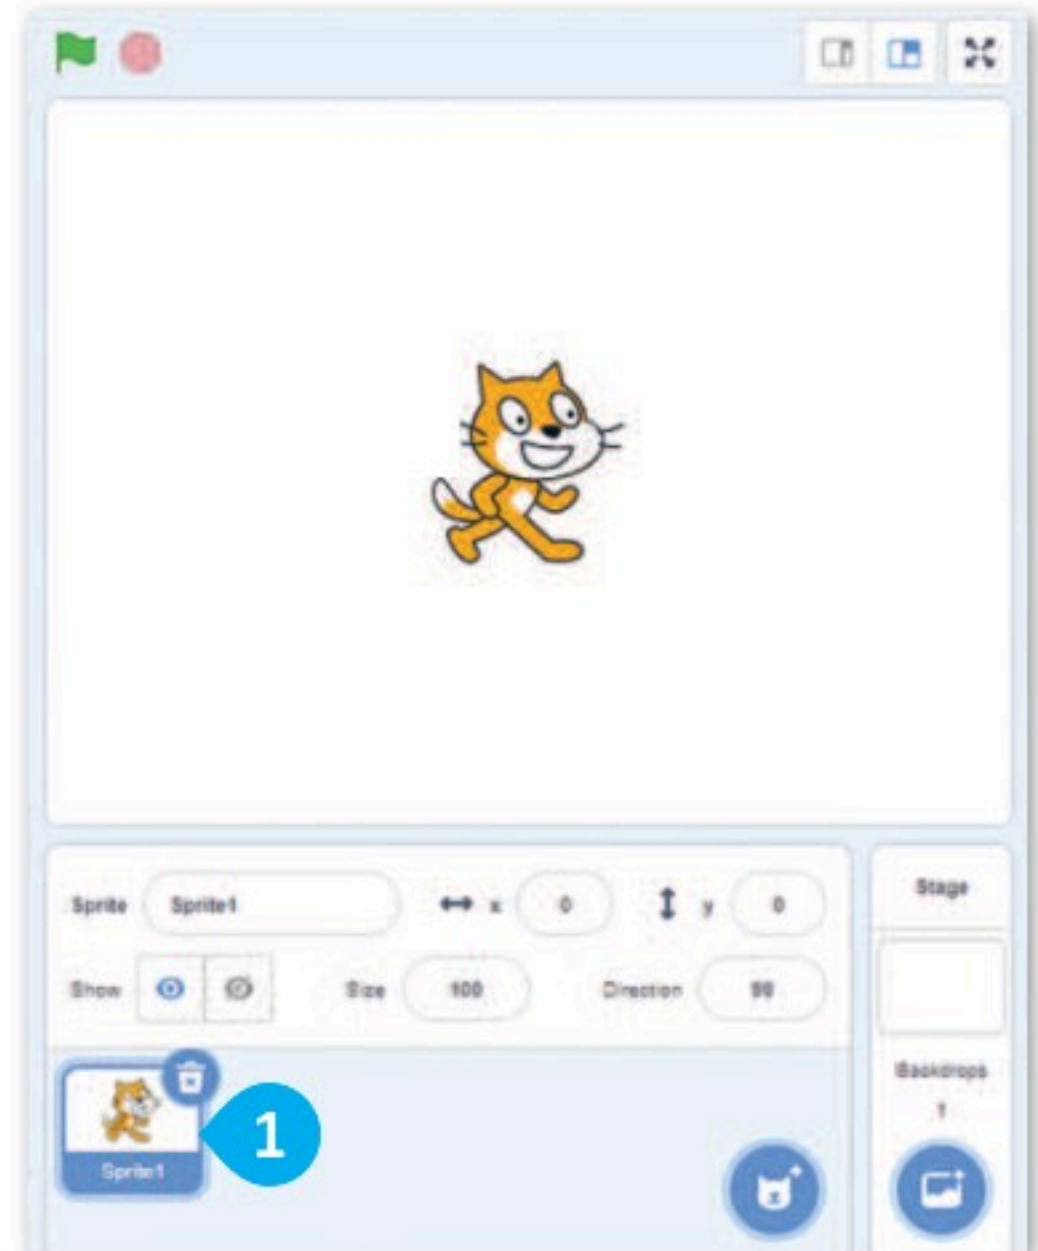 Sprite Sprite1 x 0 y 0
Show Size 100 Direction 90
Stage
Backdrops
1
Sprite1
1